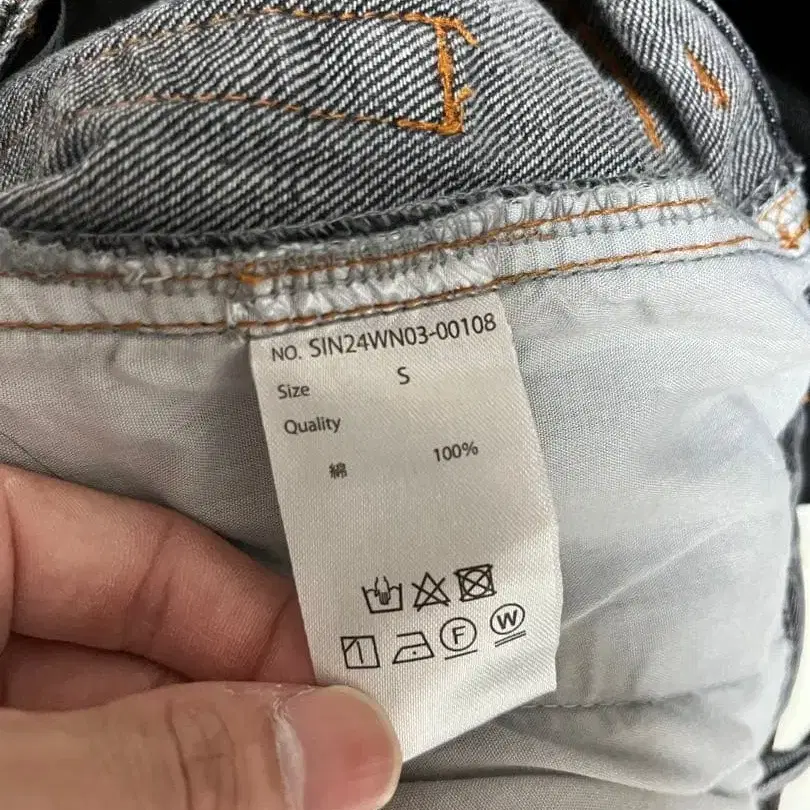 NO. SIN24WN03-00108
Size S
Quality
綿 100%
F W